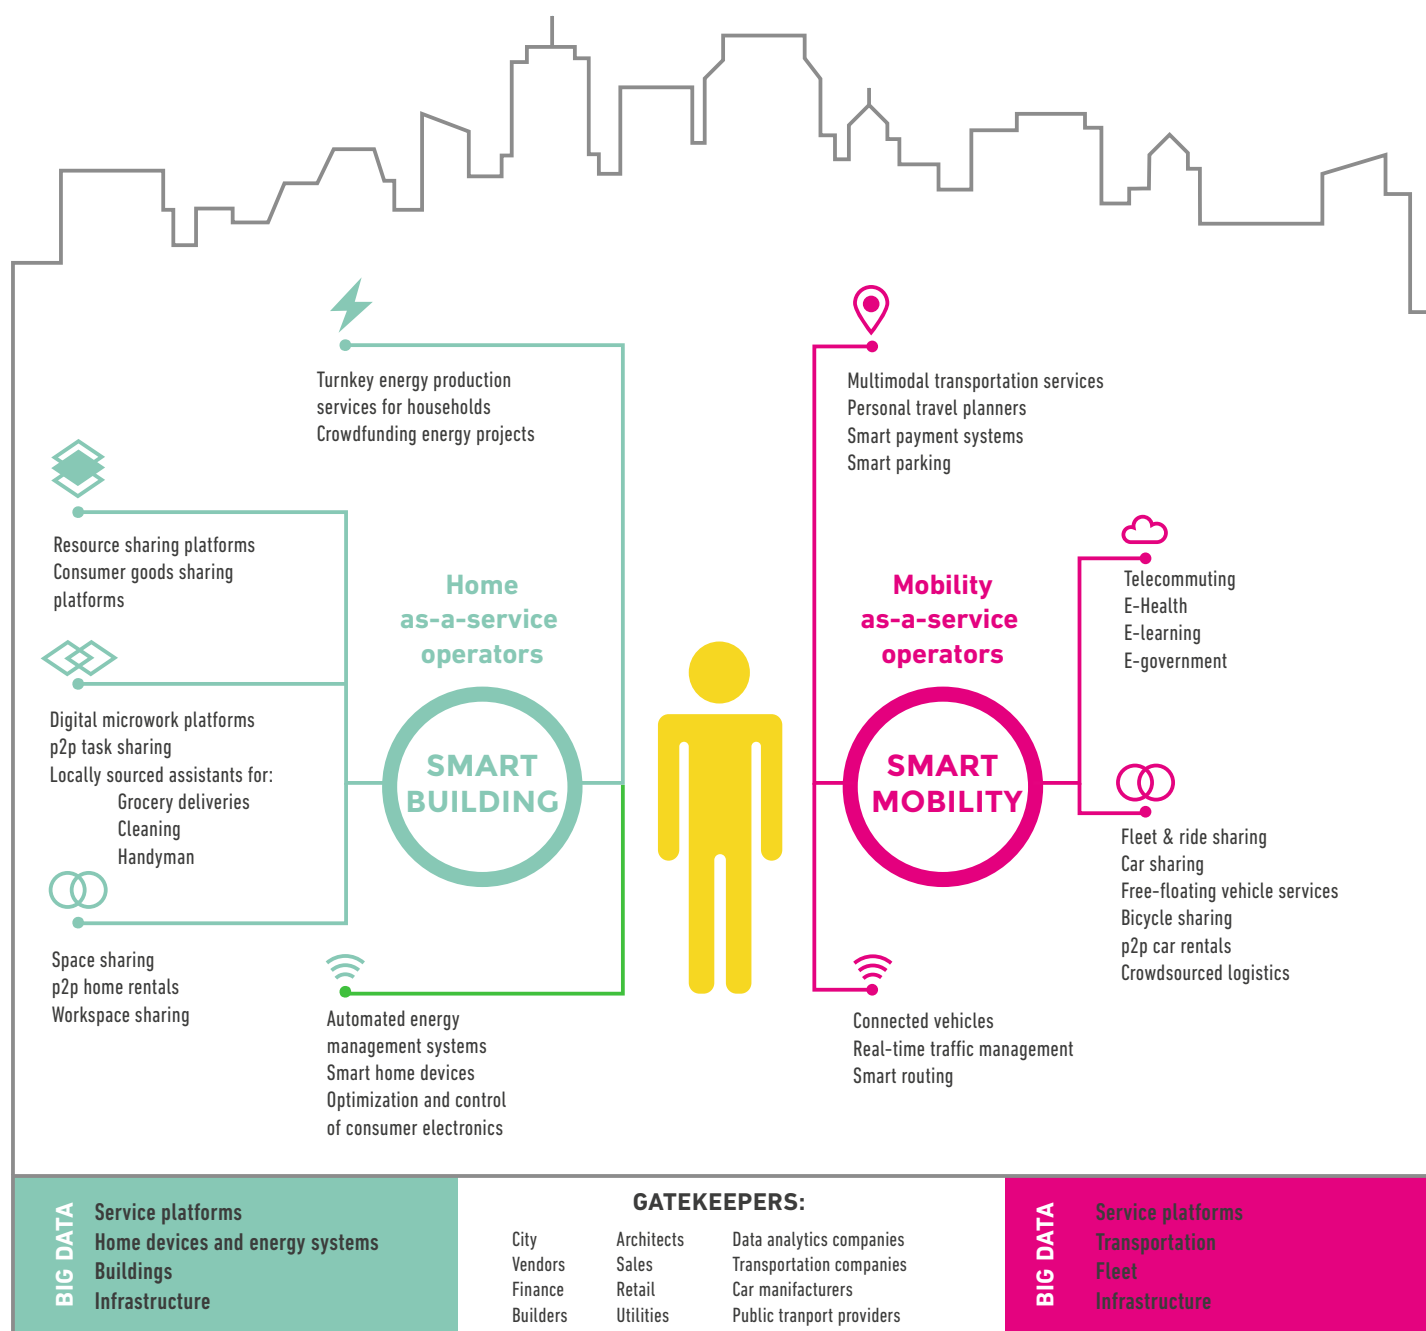 Turnkey energy production
services for households
Crowdfunding energy projects
Resource sharing platforms
Consumer goods sharing
platforms
Digital microwork platforms
p2p task sharing
Locally sourced assistants for:
Grocery deliveries
Cleaning
Handyman
Space sharing
p2p home rentals
Workspace sharing
Home
as-a-service
operators
SMART
BUILDING
Automated energy
management systems
Smart home devices
Optimization and control
of consumer electronics
Multimodal transportation services
Personal travel planners
Smart payment systems
Smart parking
Mobility
as-a-service
operators
SMART
MOBILITY
Telecommuting
E-Health
E-learning
E-government
Fleet & ride sharing
Car sharing
Free-floating vehicle services
Bicycle sharing
p2p car rentals
Crowdsourced logistics
Connected vehicles
Real-time traffic management
Smart routing
BIG DATA
Service platforms
Home devices and energy systems
Buildings
Infrastructure
GATEKEEPERS:
City
Vendors
Finance
Builders
Architects
Sales
Retail
Utilities
Data analytics companies
Transportation companies
Car manifacturers
Public tranport providers
BIG DATA
Service platforms
Transportation
Fleet
Infrastructure